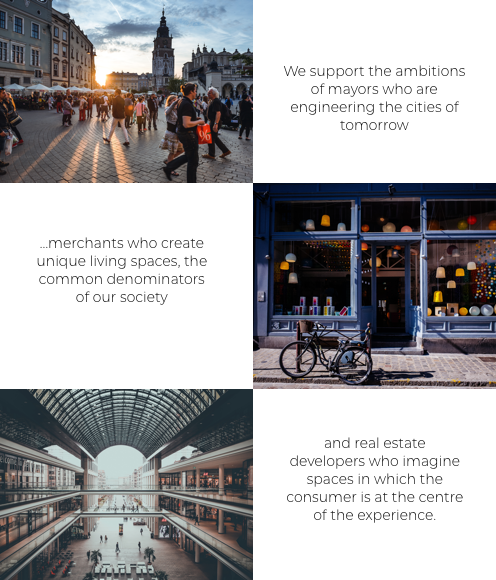 We support the ambitions
of mayors who are
engineering the cities of
tomorrow
...merchants who create
unique living spaces, the
common denominators
of our society
and real estate
developers who imagine
spaces in which the
consumer is at the centre
of the experience.